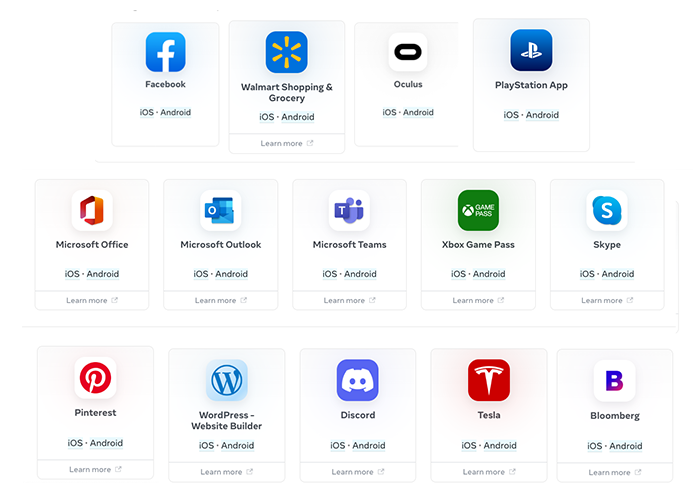 Facebook
iOS · Android
Walmart Shopping &
Grocery
iOS · Android
Learn more
Oculus
iOS · Android
PlayStation App
iOS · Android
Microsoft Office
iOS · Android
Learn more
Microsoft Outlook
iOS · Android
Learn more
Microsoft Teams
iOS · Android
Learn more
GAME
PASS
Xbox Game Pass
iOS · Android
Learn more
Skype
iOS · Android
Learn more
Pinterest
iOS · Android
Learn more
WordPress -
Website Builder
iOS · Android
Learn more
Discord
iOS · Android
Learn more
Tesla
iOS · Android
Learn more
B
Bloomberg
iOS · Android
Learn more